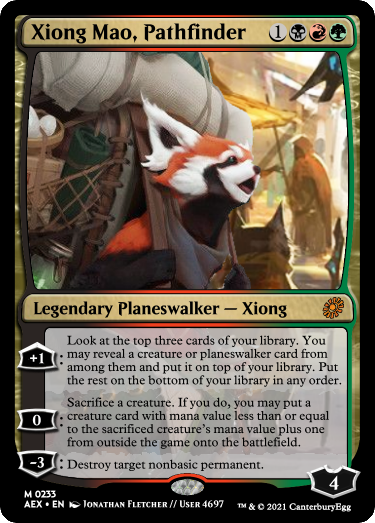 Xiong Mao, Pathfinder 1
Legendary Planeswalker — Xiong
Look at the top three cards of your library. You
+1: may reveal a creature or planeswalker card from
among them and put it on top of your library. Put
the rest on the bottom of your library in any order.
Sacrifice a creature. If you do, you may put a
0: creature card with mana value less than or equal
to the sacrificed creature's mana value plus one
from outside the game onto the battlefield.
-3: Destroy target nonbasic permanent.
4
M 0233
AEX • EN Jonathan Fletcher // User 4697 ™ & © 2021 CanterburyEgg